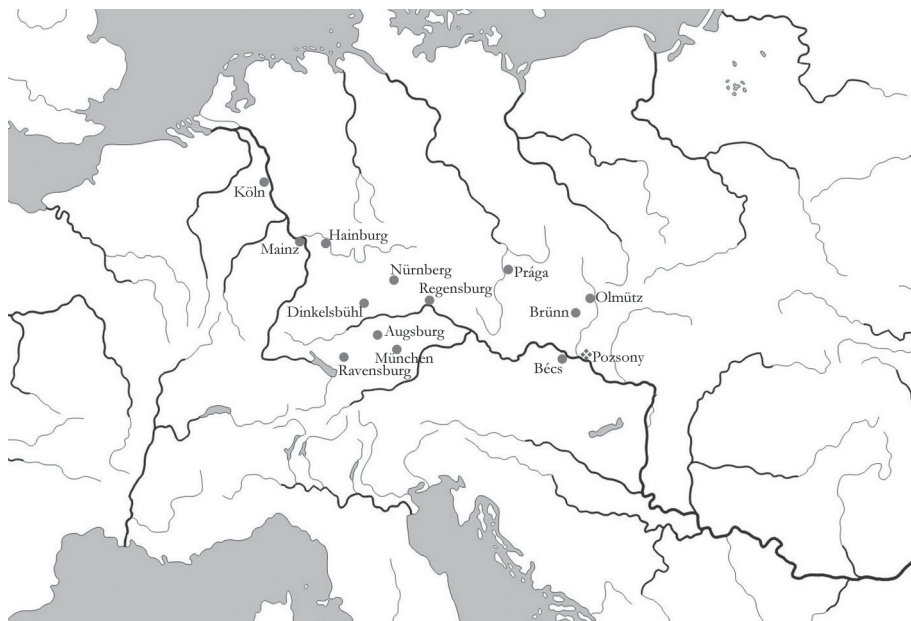 Köln
Hainburg
Mainz
Nürnberg
Prága
Regensburg
Olmütz
Dinkelsbühl
Brünn
Augsburg
München
Pozsony
Bécs
Ravensburg